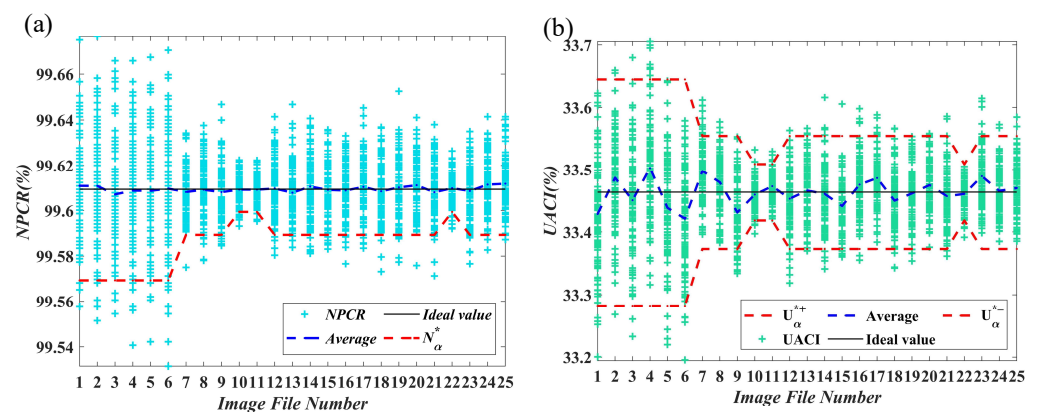 (a)
NPCR(%)
99.66
99.64
99.62
99.6
99.58
99.56
99.54
NPCR
Ideal value
Average
N*α
1 2 3 4 5 6 7 8 9 10 11 12 13 14 15 16 17 18 19 20 21 22 23 24 25
Image File Number
(b)
UACI(%)
33.7
33.6
33.5
33.4
33.3
33.2
U*+α
Average
U*−α
UACI
Ideal value
1 2 3 4 5 6 7 8 9 10 11 12 13 14 15 16 17 18 19 20 21 22 23 24 25
Image File Number